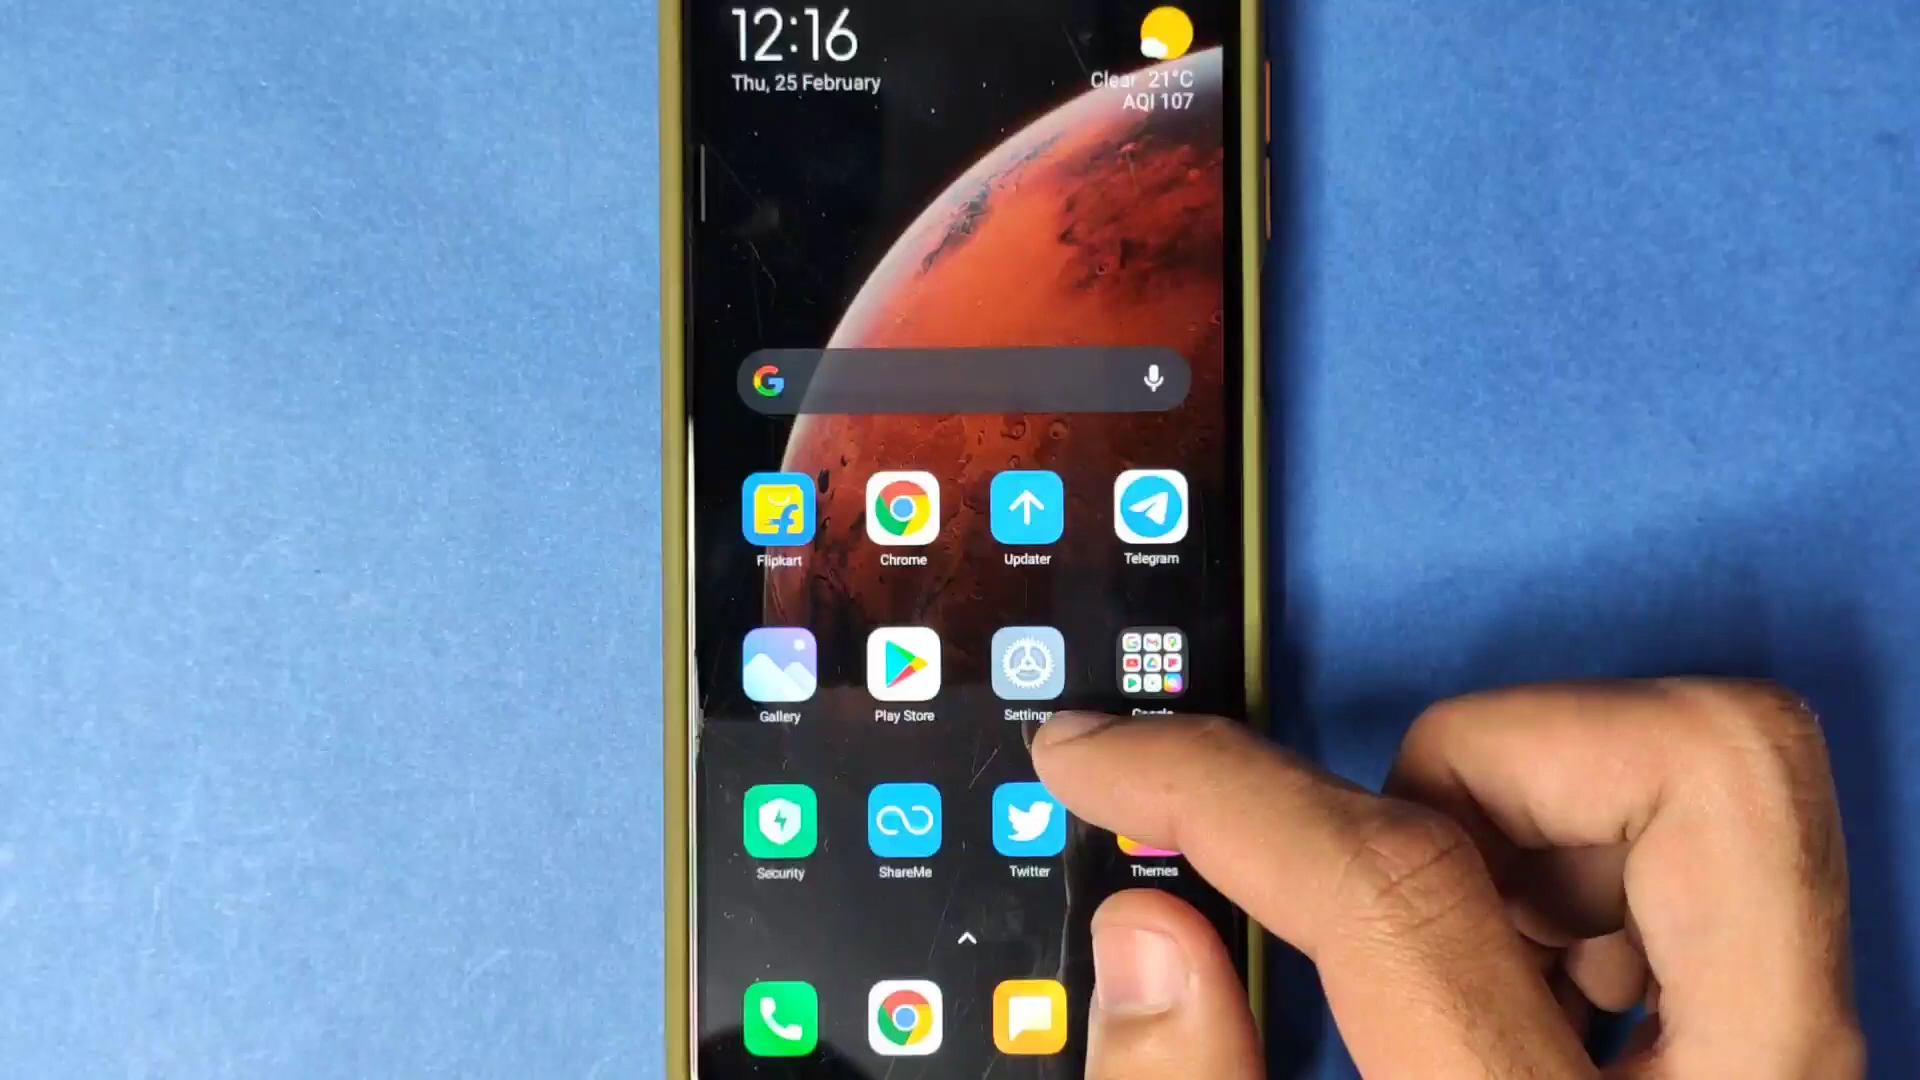 12:16
Thu, 25 February
Clear 21°C
AQI 107
Flipkart
Chrome
Updater
Telegram
Gallery
Play Store
Settings
Security
ShareMe
Twitter
Themes